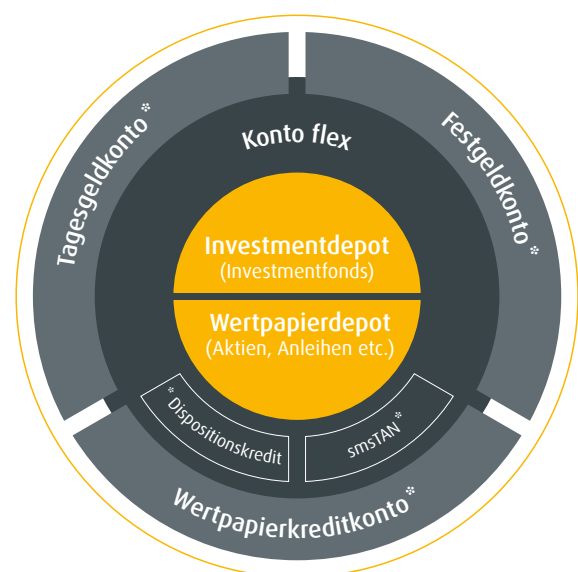 Tagesgeldkonto*
Festgeldkonto*
Konto flex
Investmentdepot
(Investmentfonds)
Wertpapierdepot
(Aktien, Anleihen etc.)
*Dispositionskredit
smsTAN*
Wertpapierkreditkonto*